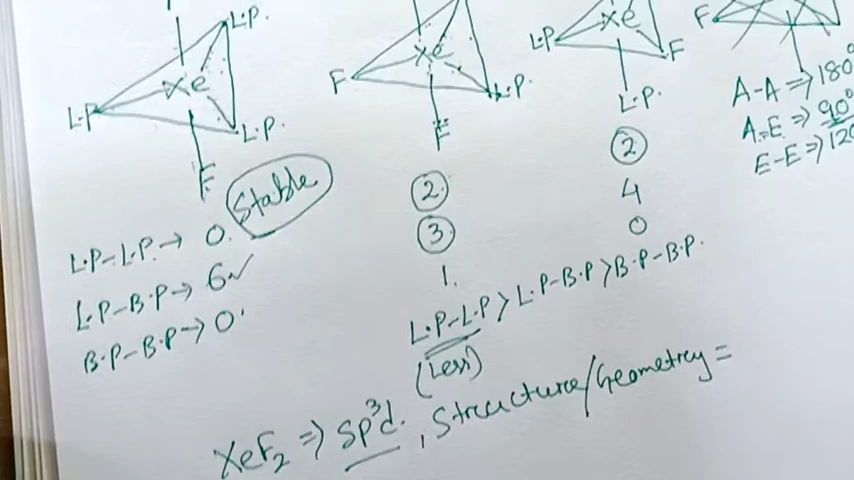 L.P.
F
L.P
Xe
L.P.
F
Stable
L.P-L.P. → 0.
L.P-B.P → 6 ✓
B.P-B.P → 0
Xe
F
L.P.
F
2
3
1.
Xe
L.P
F
L.P.
2
4
0
F
A-A ⇒ 180°
A-E ⇒ 90°
E-E ⇒ 120
L.P-L.P > L.P-B.P > B.P-B.P.
(Less)
XeF2 ⇒ sp3d. , Structure/Geometry =